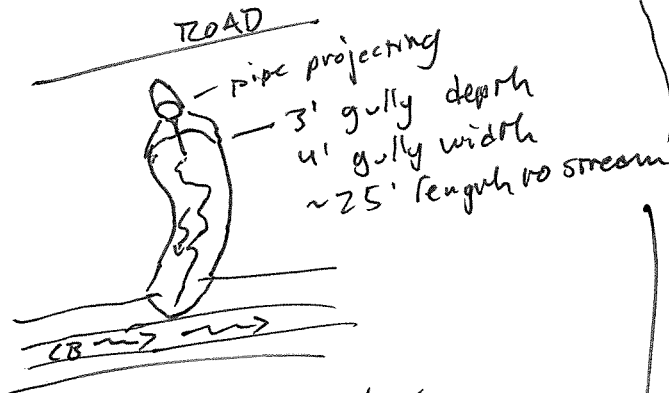 ROAD
pipe projecting
3' gully depth
4' gully width
~25' length to stream
CB